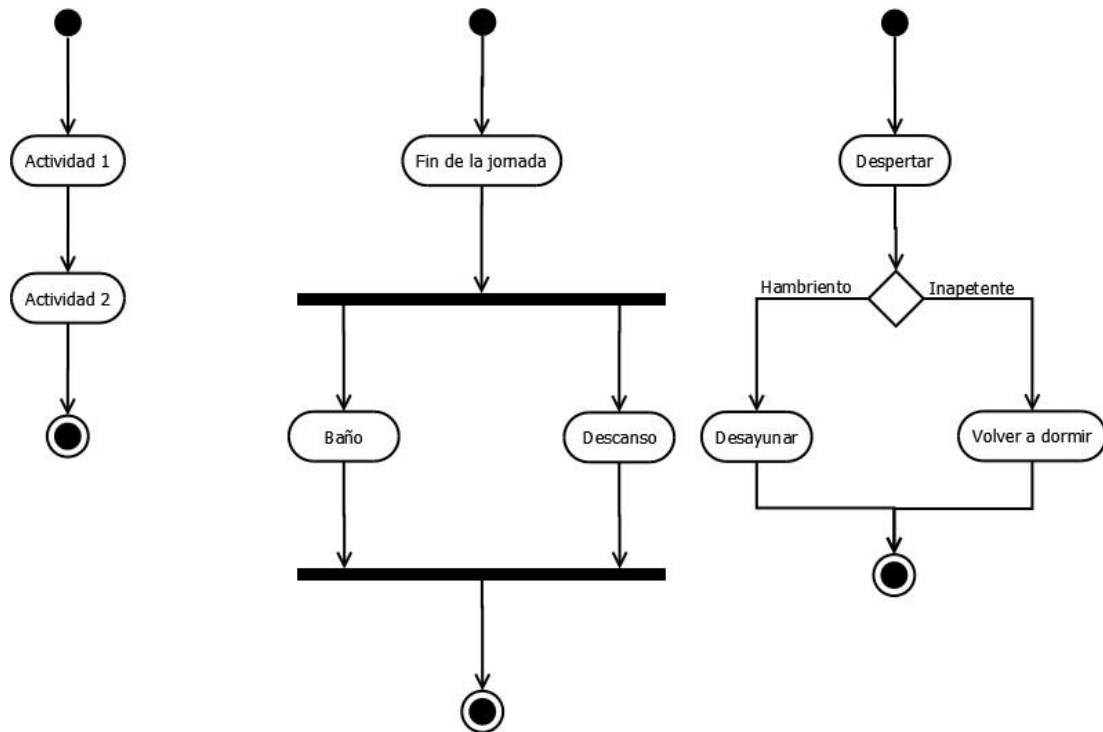 Actividad 1
Actividad 2
Fin de la jornada
Baño
Descanso
Despertar
Hambriento
Inapetente
Desayunar
Volver a dormir